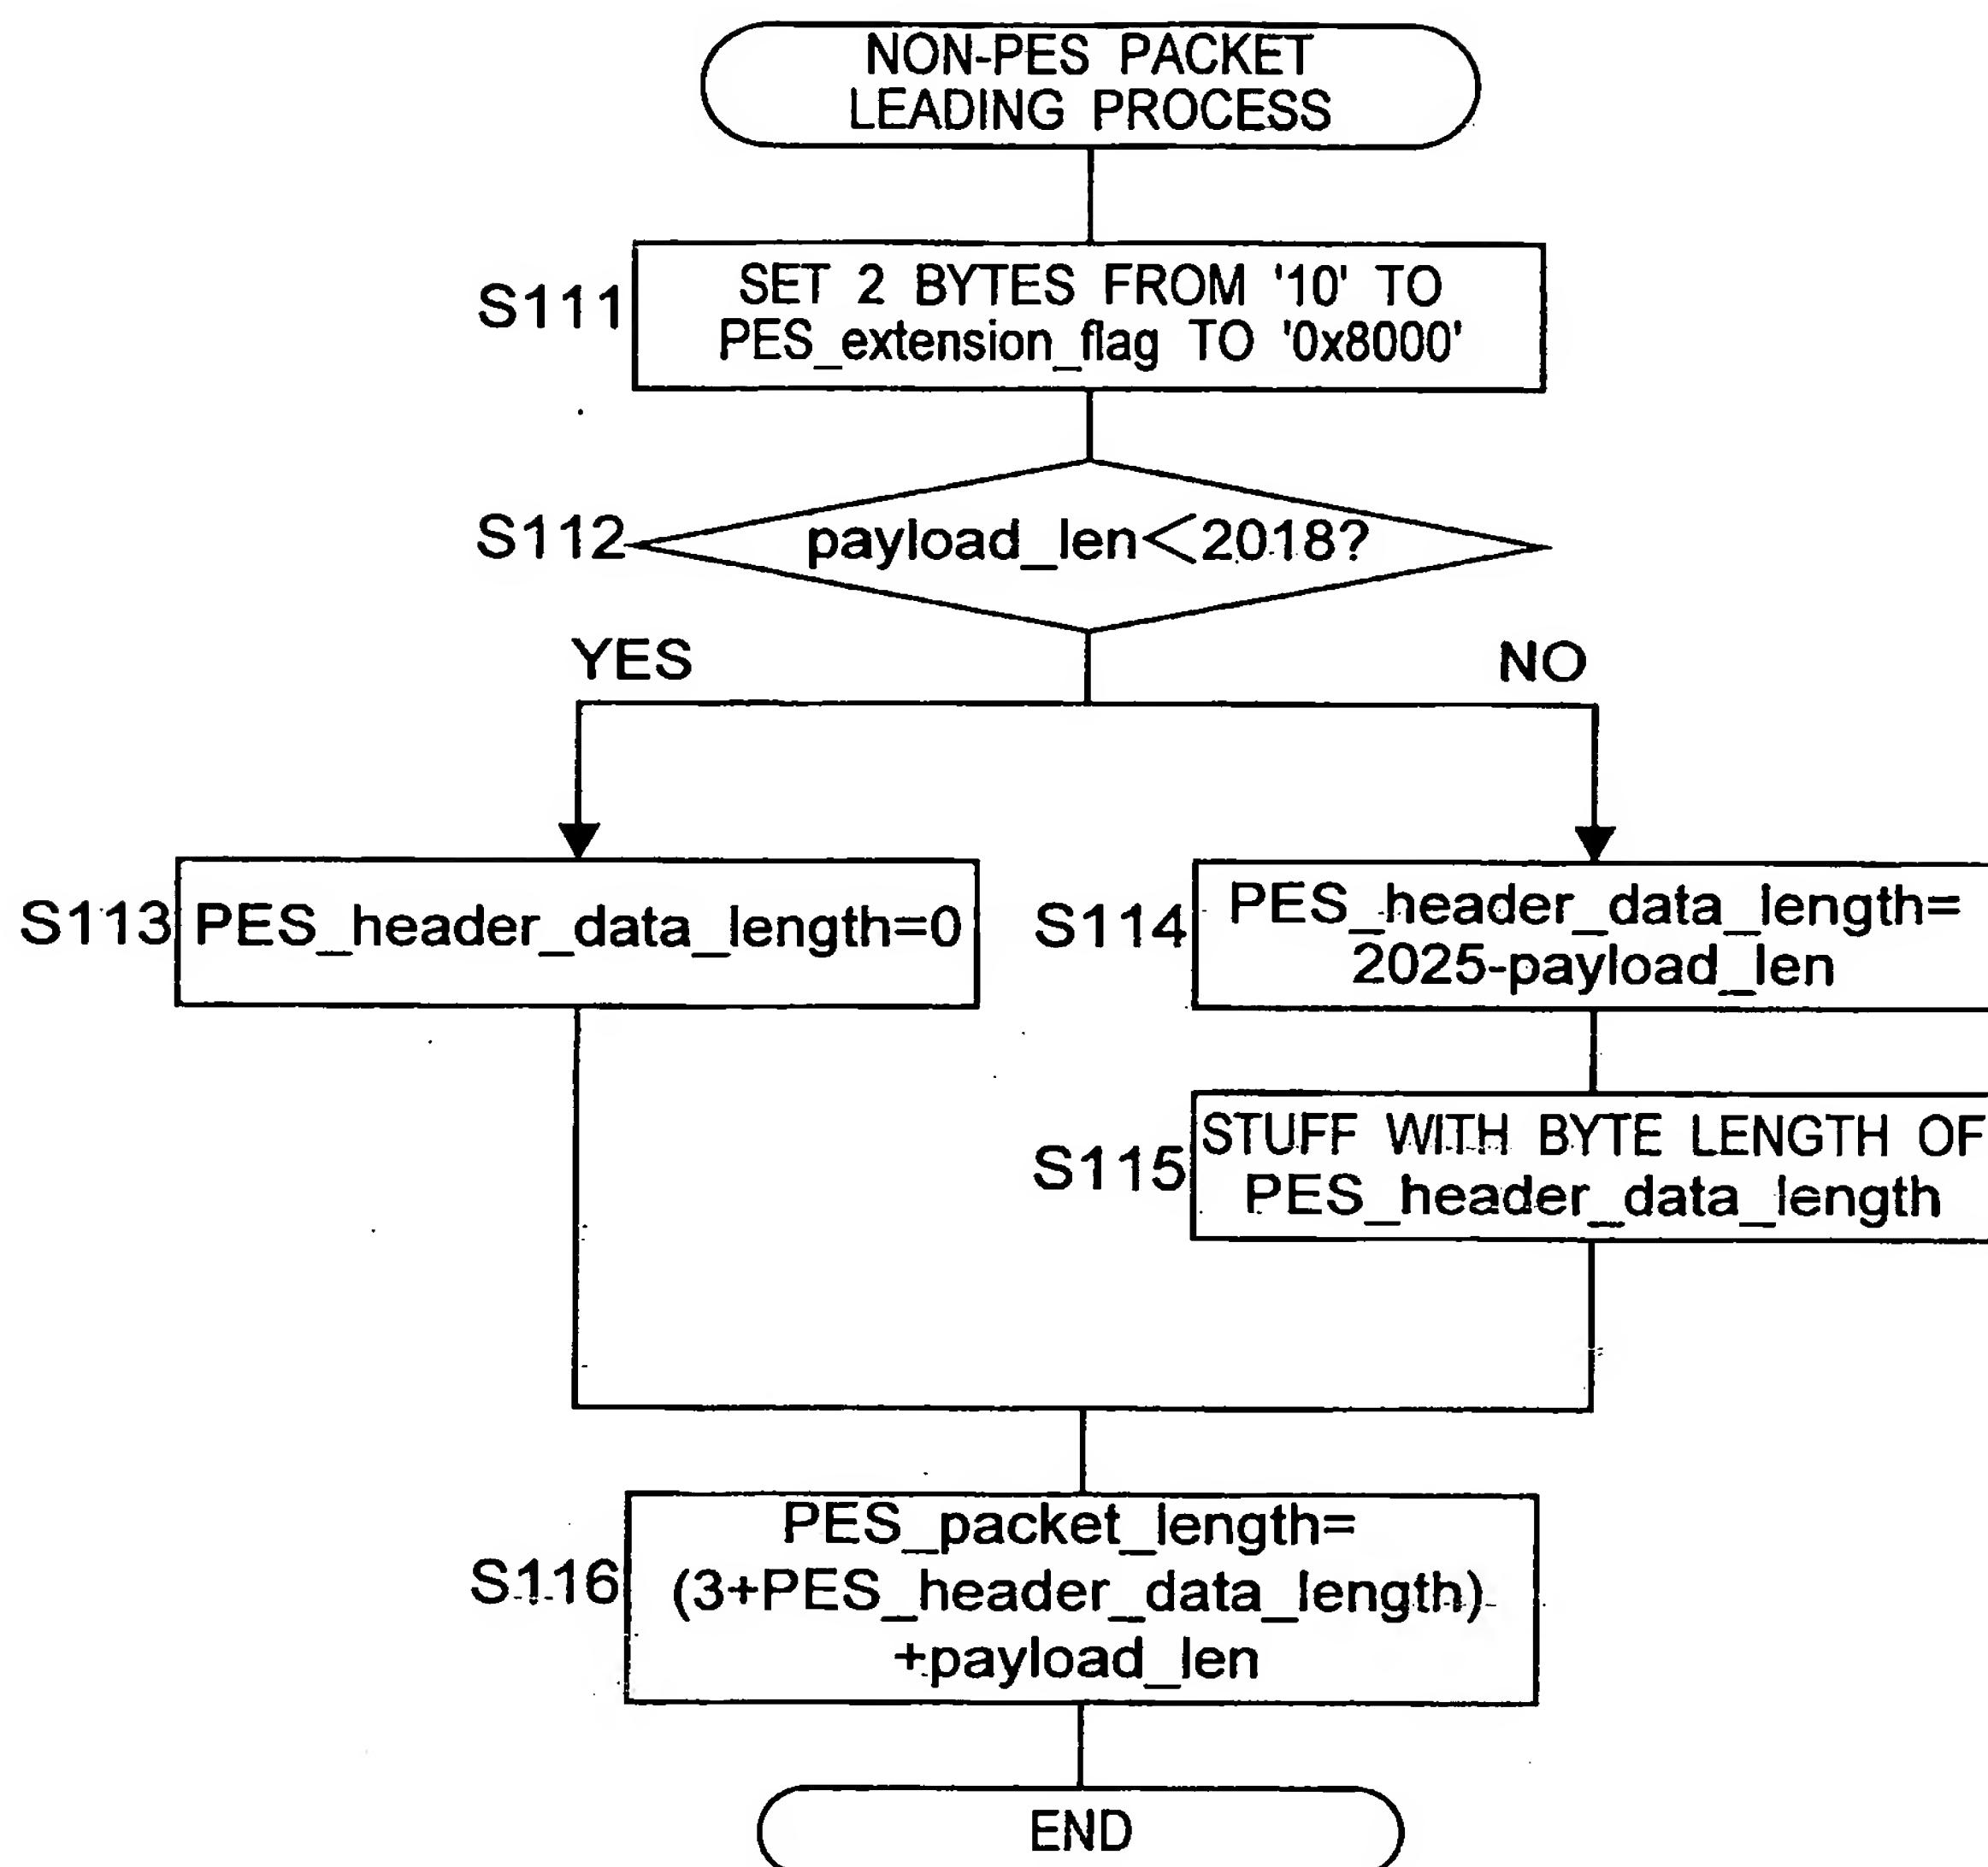 NON-PES PACKET
LEADING PROCESS
S111
SET 2 BYTES FROM '10' TO
PES_extension_flag TO '0x8000'
S112
payload_len<2018?
YES
NO
S113
PES_header_data_length=0
S114
PES_header_data_length=
2025-payload_len
S115
STUFF WITH BYTE LENGTH OF
PES_header_data_length
S116
PES_packet_length=
(3+PES_header_data_length)
+payload_len
END